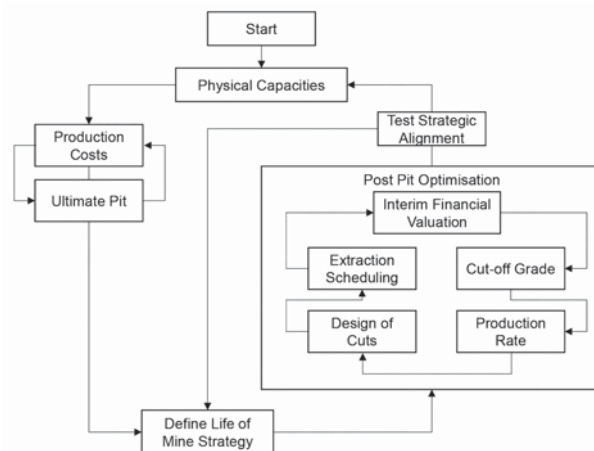 Start
Physical Capacities
Production
Costs
Test Strategic
Alignment
Ultimate Pit
Post Pit Optimisation
Interim Financial
Valuation
Extraction
Scheduling
Cut-off Grade
Design of
Cuts
Production
Rate
Define Life of
Mine Strategy